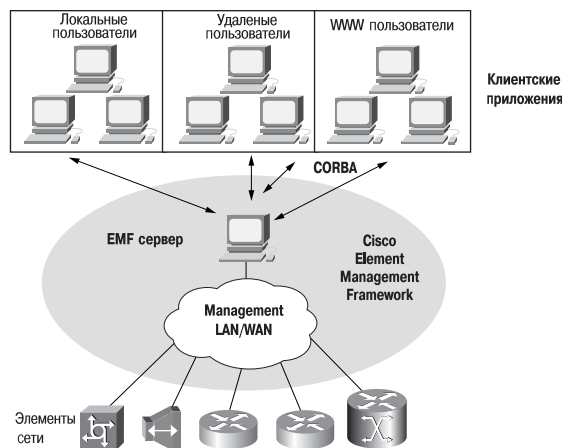 Локальные
пользователи
Удаленые
пользователи
WWW пользователи
Клиентские
приложения
CORBA
EMF сервер
Cisco
Element
Management
Framework
Management
LAN/WAN
Элементы
сети